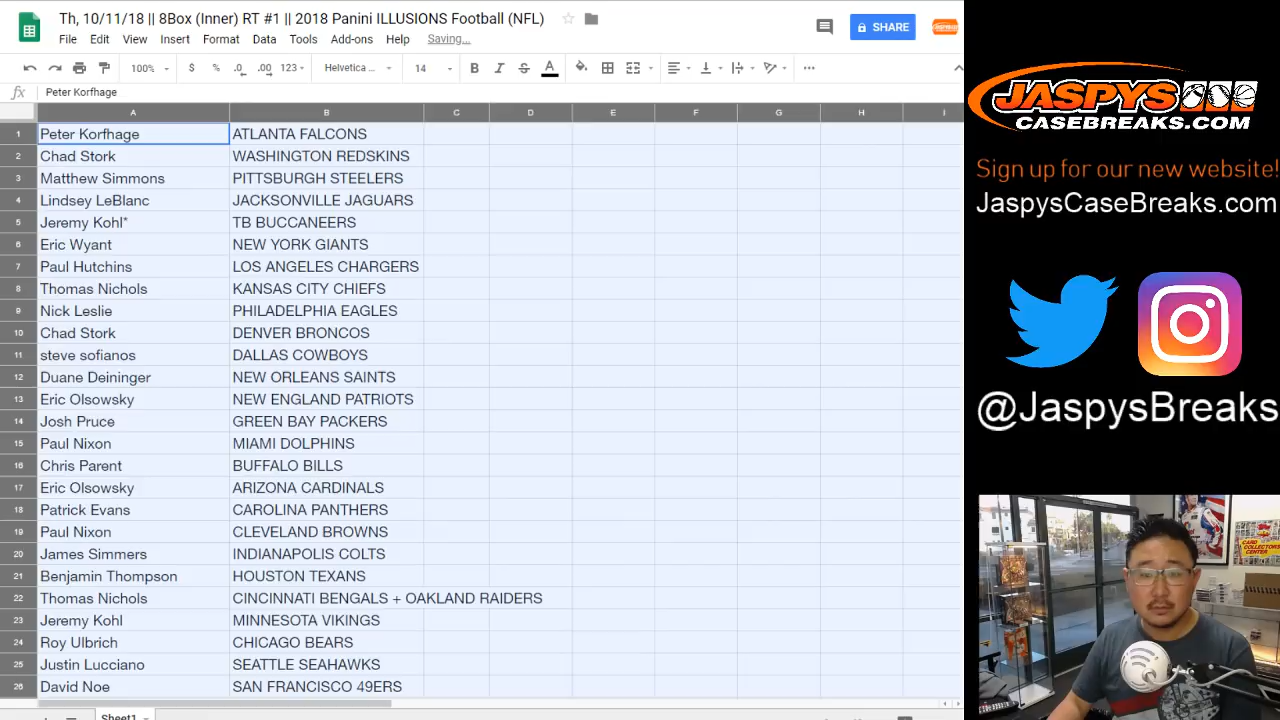 Th, 10/11/18 || 8Box (Inner) RT #1 || 2018 Panini ILLUSIONS Football (NFL)
File Edit View Insert Format Data Tools Add-ons Help Saving...
SHARE
100% $ % .0 .00 123 Helvetica ... 14 B I S A
fx Peter Korfhage
A B C D E F G H I
1 Peter Korfhage ATLANTA FALCONS
2 Chad Stork WASHINGTON REDSKINS
3 Matthew Simmons PITTSBURGH STEELERS
4 Lindsey LeBlanc JACKSONVILLE JAGUARS
5 Jeremy Kohl* TB BUCCANEERS
6 Eric Wyant NEW YORK GIANTS
7 Paul Hutchins LOS ANGELES CHARGERS
8 Thomas Nichols KANSAS CITY CHIEFS
9 Nick Leslie PHILADELPHIA EAGLES
10 Chad Stork DENVER BRONCOS
11 steve sofianos DALLAS COWBOYS
12 Duane Deininger NEW ORLEANS SAINTS
13 Eric Olsowsky NEW ENGLAND PATRIOTS
14 Josh Pruce GREEN BAY PACKERS
15 Paul Nixon MIAMI DOLPHINS
16 Chris Parent BUFFALO BILLS
17 Eric Olsowsky ARIZONA CARDINALS
18 Patrick Evans CAROLINA PANTHERS
19 Paul Nixon CLEVELAND BROWNS
20 James Simmers INDIANAPOLIS COLTS
21 Benjamin Thompson HOUSTON TEXANS
22 Thomas Nichols CINCINNATI BENGALS + OAKLAND RAIDERS
23 Jeremy Kohl MINNESOTA VIKINGS
24 Roy Ulbrich CHICAGO BEARS
25 Justin Lucciano SEATTLE SEAHAWKS
26 David Noe SAN FRANCISCO 49ERS
Sheet1
JASPYS
CASEBREAKS.COM
Sign up for our new website!
JaspysCaseBreaks.com
@JaspysBreaks
CARD
COLLECTORS
CENTER